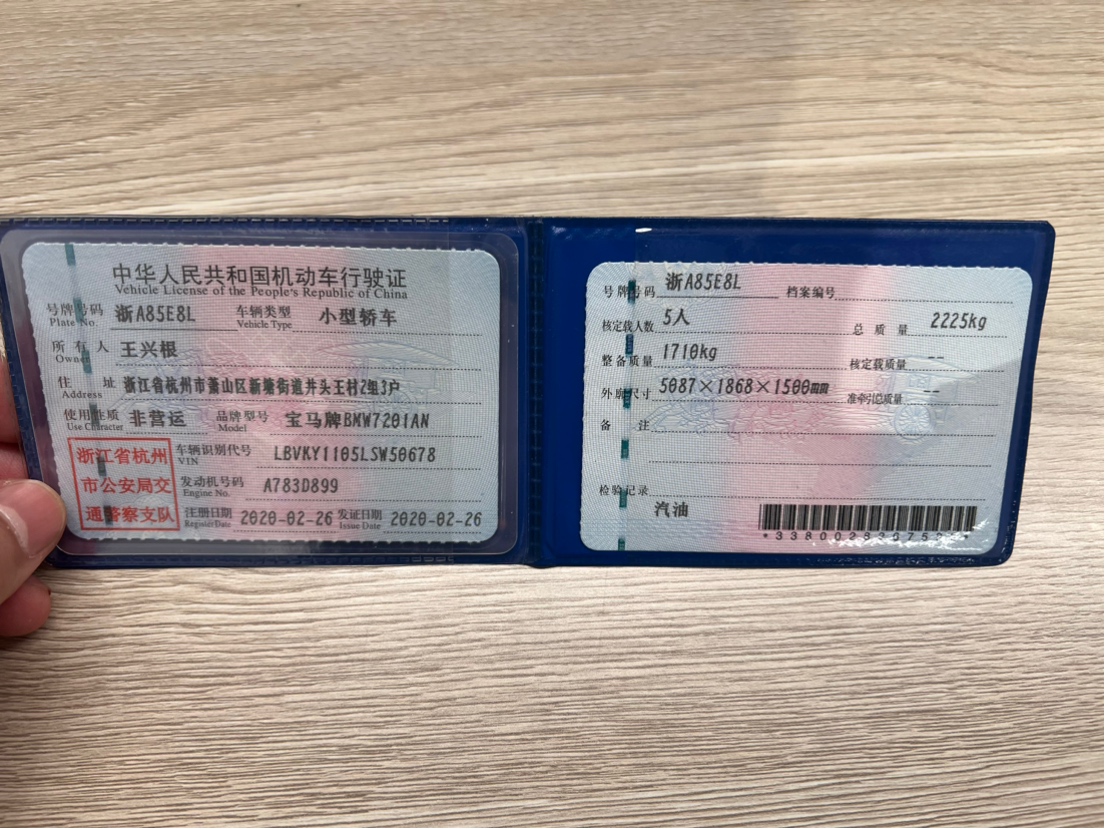 中华人民共和国机动车行驶证
Vehicle License of the People's Republic of China
号牌号码 浙A85E8L 车辆类型 小型轿车
Plate No. Vehicle Type
所有人 王兴根
Owner
住址 浙江省杭州市萧山区新塘街道井头王村2组3户
Address
使用性质 非营运 品牌型号 宝马牌BMW7201AN
Use Character Model
浙江省杭州
市公安局交
通警察支队
车辆识别代号 LBVKY1105LSW50678
VIN
发动机号码 A783D899
Engine No.
注册日期 2020-02-26 发证日期 2020-02-26
Register Date Issue Date
号牌号码 浙A85E8L 档案编号
核定载人数 5人 总质量 2225kg
整备质量 1710kg 核定载质量 --
外廓尺寸 5087×1868×1500mm 准牵引总质量 --
备注
检验记录
汽油